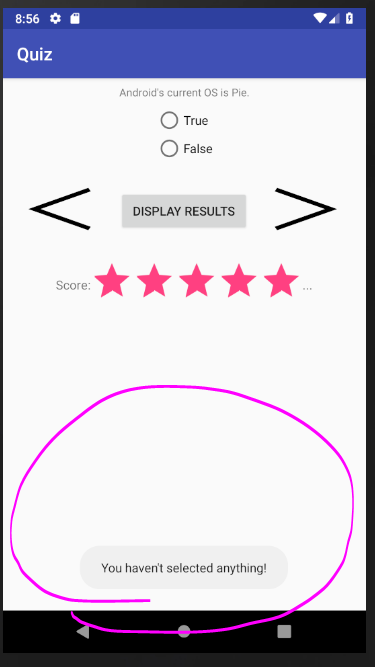 8:56
Quiz
Android's current OS is Pie.
True
False
DISPLAY RESULTS
Score: ...
You haven't selected anything!